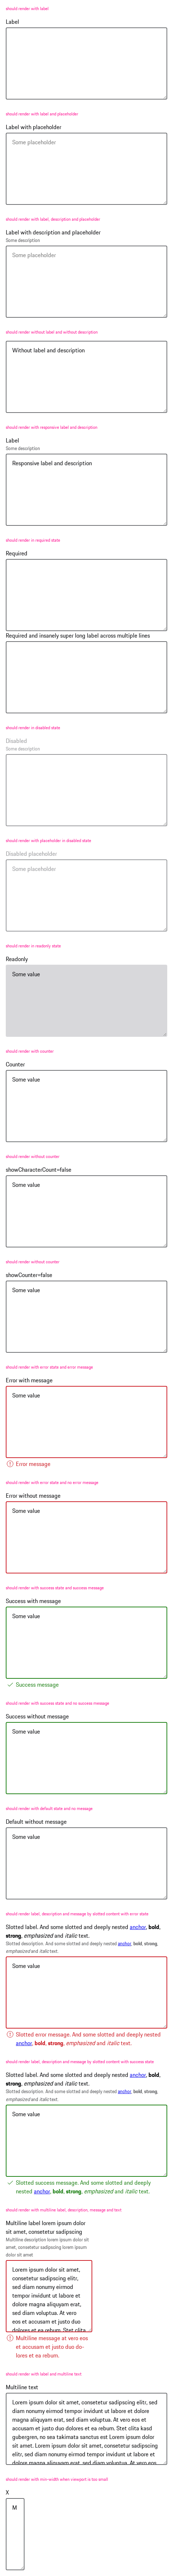 should render with label
Label
should render with label and placeholder
Label with placeholder
Some placeholder
should render with label, description and placeholder
Label with description and placeholder
Some description
Some placeholder
should render without label and without description
Without label and description
should render with responsive label and description
Label
Some description
Responsive label and description
should render in required state
Required
Required and insanely super long label across multiple lines
should render in disabled state
Disabled
Some description
should render with placeholder in disabled state
Disabled placeholder
Some placeholder
should render in readonly state
Readonly
Some value
should render with counter
Counter
Some value
should render without counter
showCharacterCount=false
Some value
should render without counter
showCounter=false
Some value
should render with error state and error message
Error with message
Some value
Error message
should render with error state and no error message
Error without message
Some value
should render with success state and success message
Success with message
Some value
Success message
should render with success state and no success message
Success without message
Some value
should render with default state and no message
Default without message
Some value
should render label, description and message by slotted content with error state
Slotted label. And some slotted and deeply nested anchor, bold,
strong, emphasized and italic text.
Slotted description. And some slotted and deeply nested anchor, bold, strong,
emphasized and italic text.
Some value
Slotted error message. And some slotted and deeply nested
anchor, bold, strong, emphasized and italic text.
should render label, description and message by slotted content with success state
Slotted label. And some slotted and deeply nested anchor, bold,
strong, emphasized and italic text.
Slotted description. And some slotted and deeply nested anchor, bold, strong,
emphasized and italic text.
Some value
Slotted success message. And some slotted and deeply
nested anchor, bold, strong, emphasized and italic text.
should render with multiline label, description, message and text
Multiline label lorem ipsum dolor
sit amet, consetetur sadipscing
Multiline description lorem ipsum dolor sit
amet, consetetur sadipscing lorem ipsum
dolor sit amet
Lorem ipsum dolor sit amet,
consetetur sadipscing elitr,
sed diam nonumy eirmod
tempor invidunt ut labore et
dolore magna aliquyam erat,
sed diam voluptua. At vero
eos et accusam et justo duo
dolores et ea rebum. Stet clita
Multiline message at vero eos
et accusam et justo duo do-
lores et ea rebum.
should render with label and multiline text
Multiline text
Lorem ipsum dolor sit amet, consetetur sadipscing elitr, sed
diam nonumy eirmod tempor invidunt ut labore et dolore
magna aliquyam erat, sed diam voluptua. At vero eos et
accusam et justo duo dolores et ea rebum. Stet clita kasd
gubergren, no sea takimata sanctus est Lorem ipsum dolor
sit amet. Lorem ipsum dolor sit amet, consetetur sadipscing
elitr, sed diam nonumy eirmod tempor invidunt ut labore et
dolore magna aliquyam erat, sed diam voluptua. At vero eos
should render with min-width when viewport is too small
X
M